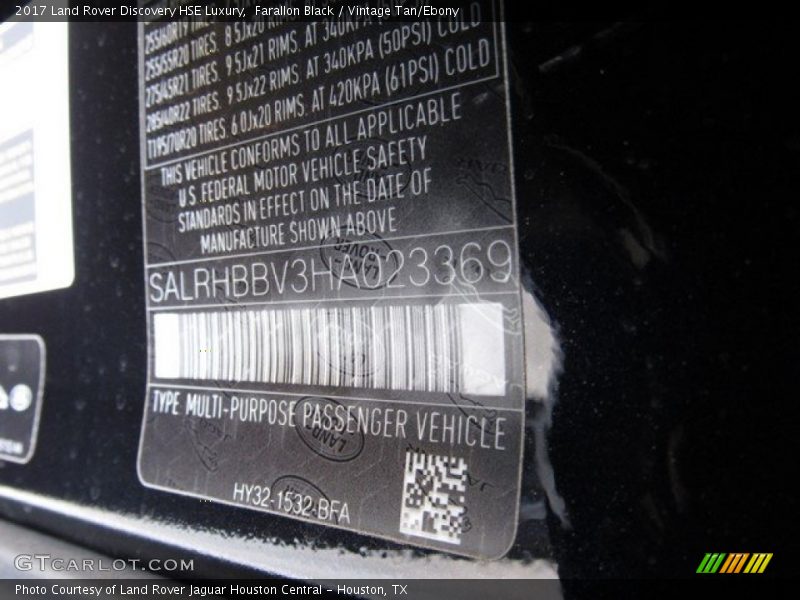 2017 Land Rover Discovery HSE Luxury, Farallon Black / Vintage Tan/Ebony
255/55R20 TIRES. 8.5Jx20 RIMS. AT 340KPA COLD
275/45R21 TIRES. 9.5Jx21 RIMS. AT 340KPA (50PSI) COLD
285/40R22 TIRES. 9.5Jx22 RIMS. AT 340KPA (50PSI) COLD
T195/70R20 TIRES. 6.0Jx20 RIMS. AT 420KPA (61PSI) COLD
THIS VEHICLE CONFORMS TO ALL APPLICABLE
U.S. FEDERAL MOTOR VEHICLE SAFETY
STANDARDS IN EFFECT ON THE DATE OF
MANUFACTURE SHOWN ABOVE
SALRHBBV3HA023369
TYPE MULTI-PURPOSE PASSENGER VEHICLE
HY32-1532-BFA
GTCARLOT.COM
Photo Courtesy of Land Rover Jaguar Houston Central – Houston, TX